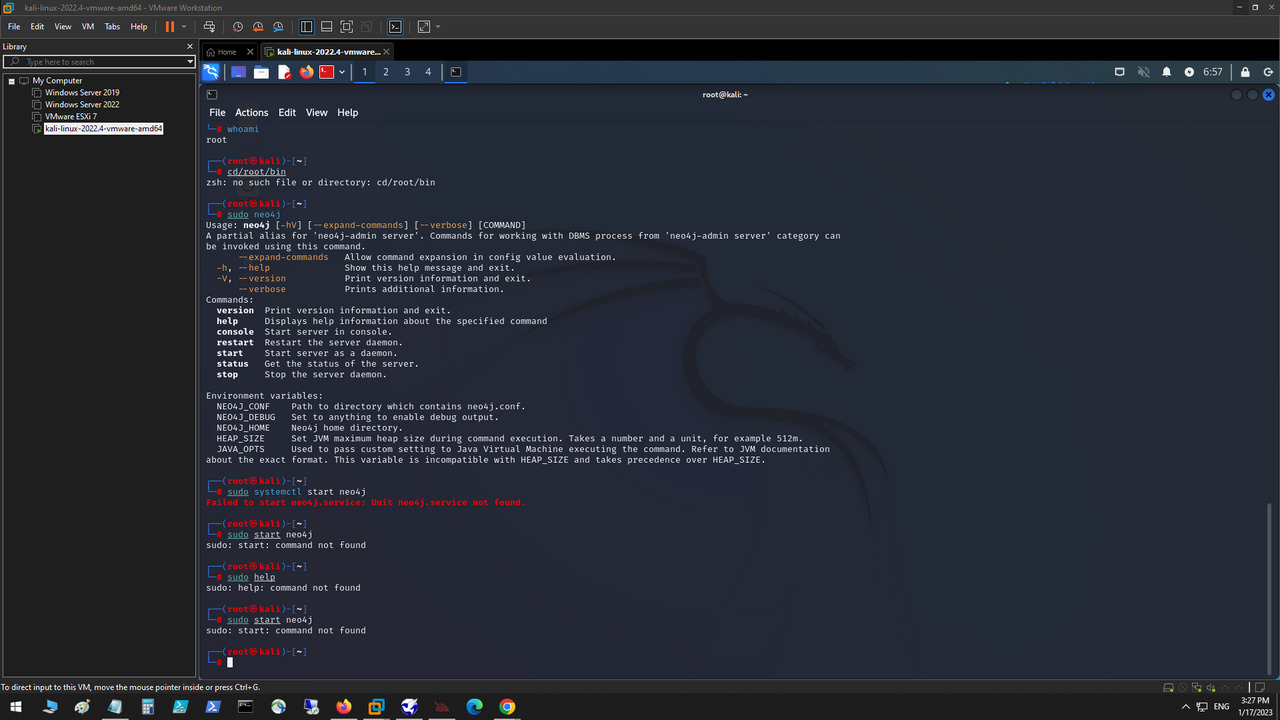 kali-linux-2022.4-vmware-amd64 - VMware Workstation
File Edit View VM Tabs Help
Library
Type here to search
My Computer
Windows Server 2019
Windows Server 2022
VMware ESXi 7
kali-linux-2022.4-vmware-amd64
Home kali-linux-2022.4-vmware...
1 2 3 4
6:57
root@kali: ~
File Actions Edit View Help
└─# whoami
root
┌──(root㉿kali)-[~]
└─# cd/root/bin
zsh: no such file or directory: cd/root/bin
┌──(root㉿kali)-[~]
└─# sudo neo4j
Usage: neo4j [-hV] [--expand-commands] [--verbose] [COMMAND]
A partial alias for 'neo4j-admin server'. Commands for working with DBMS process from 'neo4j-admin server' category can
be invoked using this command.
--expand-commands Allow command expansion in config value evaluation.
-h, --help Show this help message and exit.
-V, --version Print version information and exit.
--verbose Prints additional information.
Commands:
version Print version information and exit.
help Displays help information about the specified command
console Start server in console.
restart Restart the server daemon.
start Start server as a daemon.
status Get the status of the server.
stop Stop the server daemon.
Environment variables:
NEO4J_CONF Path to directory which contains neo4j.conf.
NEO4J_DEBUG Set to anything to enable debug output.
NEO4J_HOME Neo4j home directory.
HEAP_SIZE Set JVM maximum heap size during command execution. Takes a number and a unit, for example 512m.
JAVA_OPTS Used to pass custom setting to Java Virtual Machine executing the command. Refer to JVM documentation
about the exact format. This variable is incompatible with HEAP_SIZE and takes precedence over HEAP_SIZE.
┌──(root㉿kali)-[~]
└─# sudo systemctl start neo4j
Failed to start neo4j.service: Unit neo4j.service not found.
┌──(root㉿kali)-[~]
└─# sudo start neo4j
sudo: start: command not found
┌──(root㉿kali)-[~]
└─# sudo help
sudo: help: command not found
┌──(root㉿kali)-[~]
└─# sudo start neo4j
sudo: start: command not found
┌──(root㉿kali)-[~]
└─#
To direct input to this VM, move the mouse pointer inside or press Ctrl+G.
ENG
3:27 PM
1/17/2023